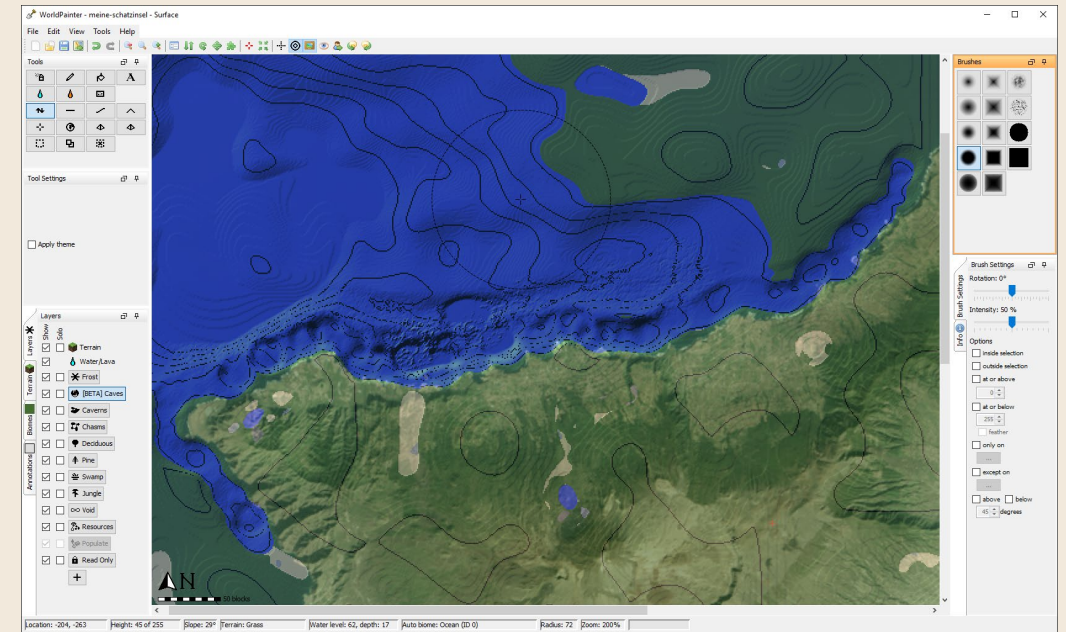 WorldPainter - meine-schatzinsel - Surface
File Edit View Tools Help
Tools
A
Tool Settings
Apply theme
Layers
Show
Solo
Layers
Terrain
Biomes
Annotations
Terrain
Water/Lava
Frost
[BETA] Caves
Caverns
Chasms
Deciduous
Pine
Swamp
Jungle
Void
Resources
Populate
Read Only
N
50 blocks
Brushes
Brush Settings
Brush Settings
Info
Rotation: 0°
Intensity: 50 %
Options
inside selection
outside selection
at or above
0
at or below
255
feather
only on
...
except on
...
above below
45 degrees
Location: -204, -263 Height: 45 of 255 Slope: 29° Terrain: Grass Water level: 62, depth: 17 Auto biome: Ocean (ID 0) Radius: 72 Zoom: 200%